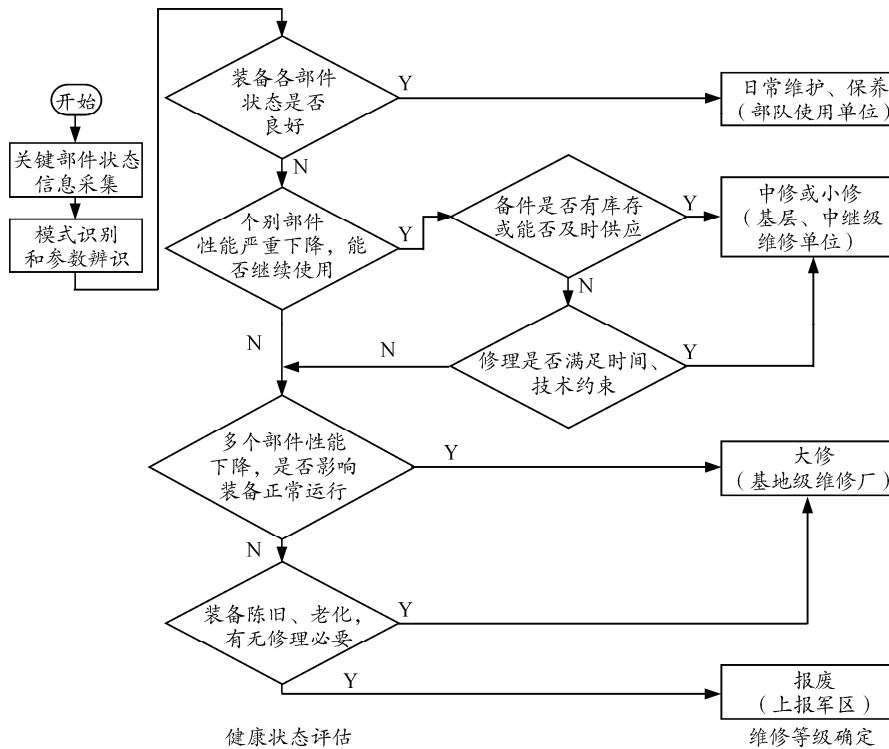 开始
关键部件状态
信息采集
模式识别
和参数辨识
装备各部件
状态是否
良好
Y
日常维护、保养
(部队使用单位)
N
个别部件
性能严重下降，能
否继续使用
Y
备件是否有库存
或能否及时供应
Y
中修或小修
(基层、中继级
维修单位)
N
N
修理是否满足时间、
技术约束
N
Y
多个部件性能
下降，是否影响
装备正常运行
Y
大修
(基地级维修厂)
N
装备陈旧、老化，
有无修理必要
Y
Y
报废
(上报军区)
健康状态评估
维修等级确定